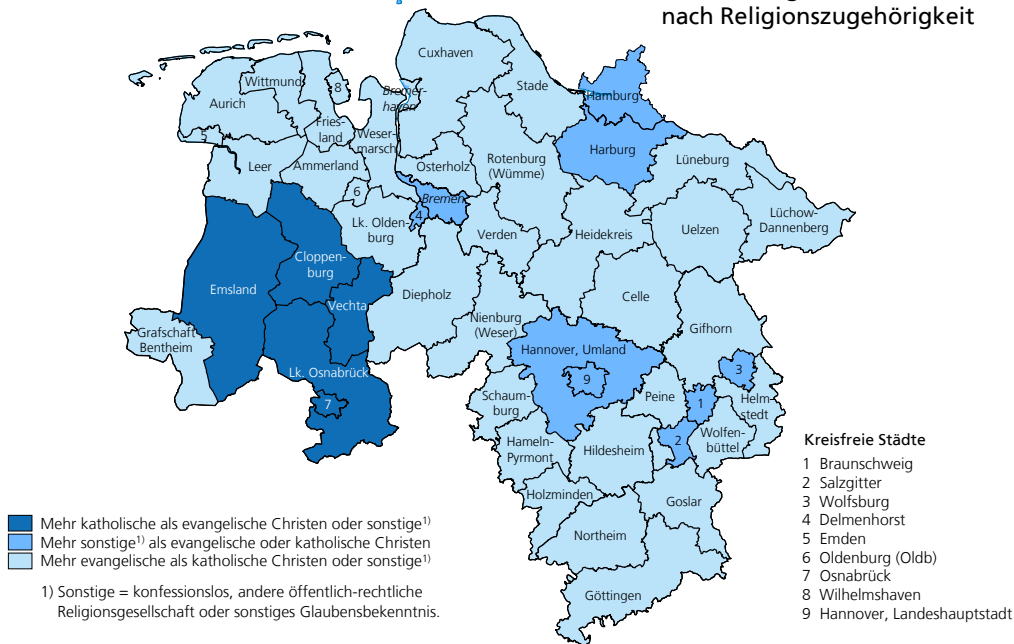 nach Religionszugehörigkeit
Cuxhaven
Stade
Wittmund
8
Bremer-
haven
Hamburg
Aurich
Fries-
land
Weser-
marsch
5
Harburg
Leer
Ammerland
Osterholz
Rotenburg
(Wümme)
Lüneburg
6
Bremen
4
Lk. Olden-
burg
Verden
Heidekreis
Uelzen
Lüchow-
Dannenberg
Cloppen-
burg
Emsland
Vechta
Diepholz
Celle
Nienburg
(Weser)
Gifhorn
Grafschaft
Bentheim
Hannover, Umland
Lk. Osnabrück
9
3
7
Schaum-
burg
Peine
1
Helm-
stedt
Hameln-
Pyrmont
Hildesheim
2
Wolfen-
büttel
Holzminden
Goslar
Northeim
Göttingen
Kreisfreie Städte
1 Braunschweig
2 Salzgitter
3 Wolfsburg
4 Delmenhorst
5 Emden
6 Oldenburg (Oldb)
7 Osnabrück
8 Wilhelmshaven
9 Hannover, Landeshauptstadt
Mehr katholische als evangelische Christen oder sonstige1)
Mehr sonstige1) als evangelische oder katholische Christen
Mehr evangelische als katholische Christen oder sonstige1)
1) Sonstige = konfessionslos, andere öffentlich-rechtliche
Religionsgesellschaft oder sonstiges Glaubensbekenntnis.